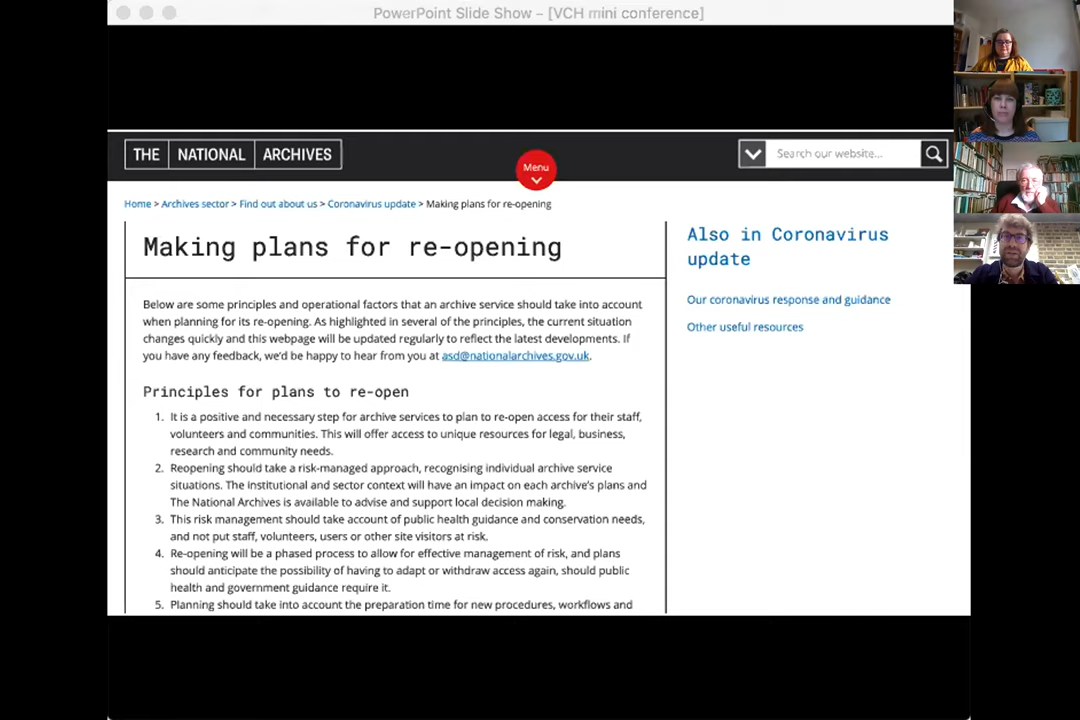 PowerPoint Slide Show – [VCH mini conference]
THE NATIONAL ARCHIVES
Menu
Search our website...
Home > Archives sector > Find out about us > Coronavirus update > Making plans for re-opening
Making plans for re-opening
Below are some principles and operational factors that an archive service should take into account
when planning for its re-opening. As highlighted in several of the principles, the current situation
changes quickly and this webpage will be updated regularly to reflect the latest developments. If
you have any feedback, we'd be happy to hear from you at asd@nationalarchives.gov.uk.
Principles for plans to re-open
1. It is a positive and necessary step for archive services to plan to re-open access for their staff,
volunteers and communities. This will offer access to unique resources for legal, business,
research and community needs.
2. Reopening should take a risk-managed approach, recognising individual archive service
situations. The institutional and sector context will have an impact on each archive's plans and
The National Archives is available to advise and support local decision making.
3. This risk management should take account of public health guidance and conservation needs,
and not put staff, volunteers, users or other site visitors at risk.
4. Re-opening will be a phased process to allow for effective management of risk, and plans
should anticipate the possibility of having to adapt or withdraw access again, should public
health and government guidance require it.
5. Planning should take into account the preparation time for new procedures, workflows and
Also in Coronavirus
update
Our coronavirus response and guidance
Other useful resources